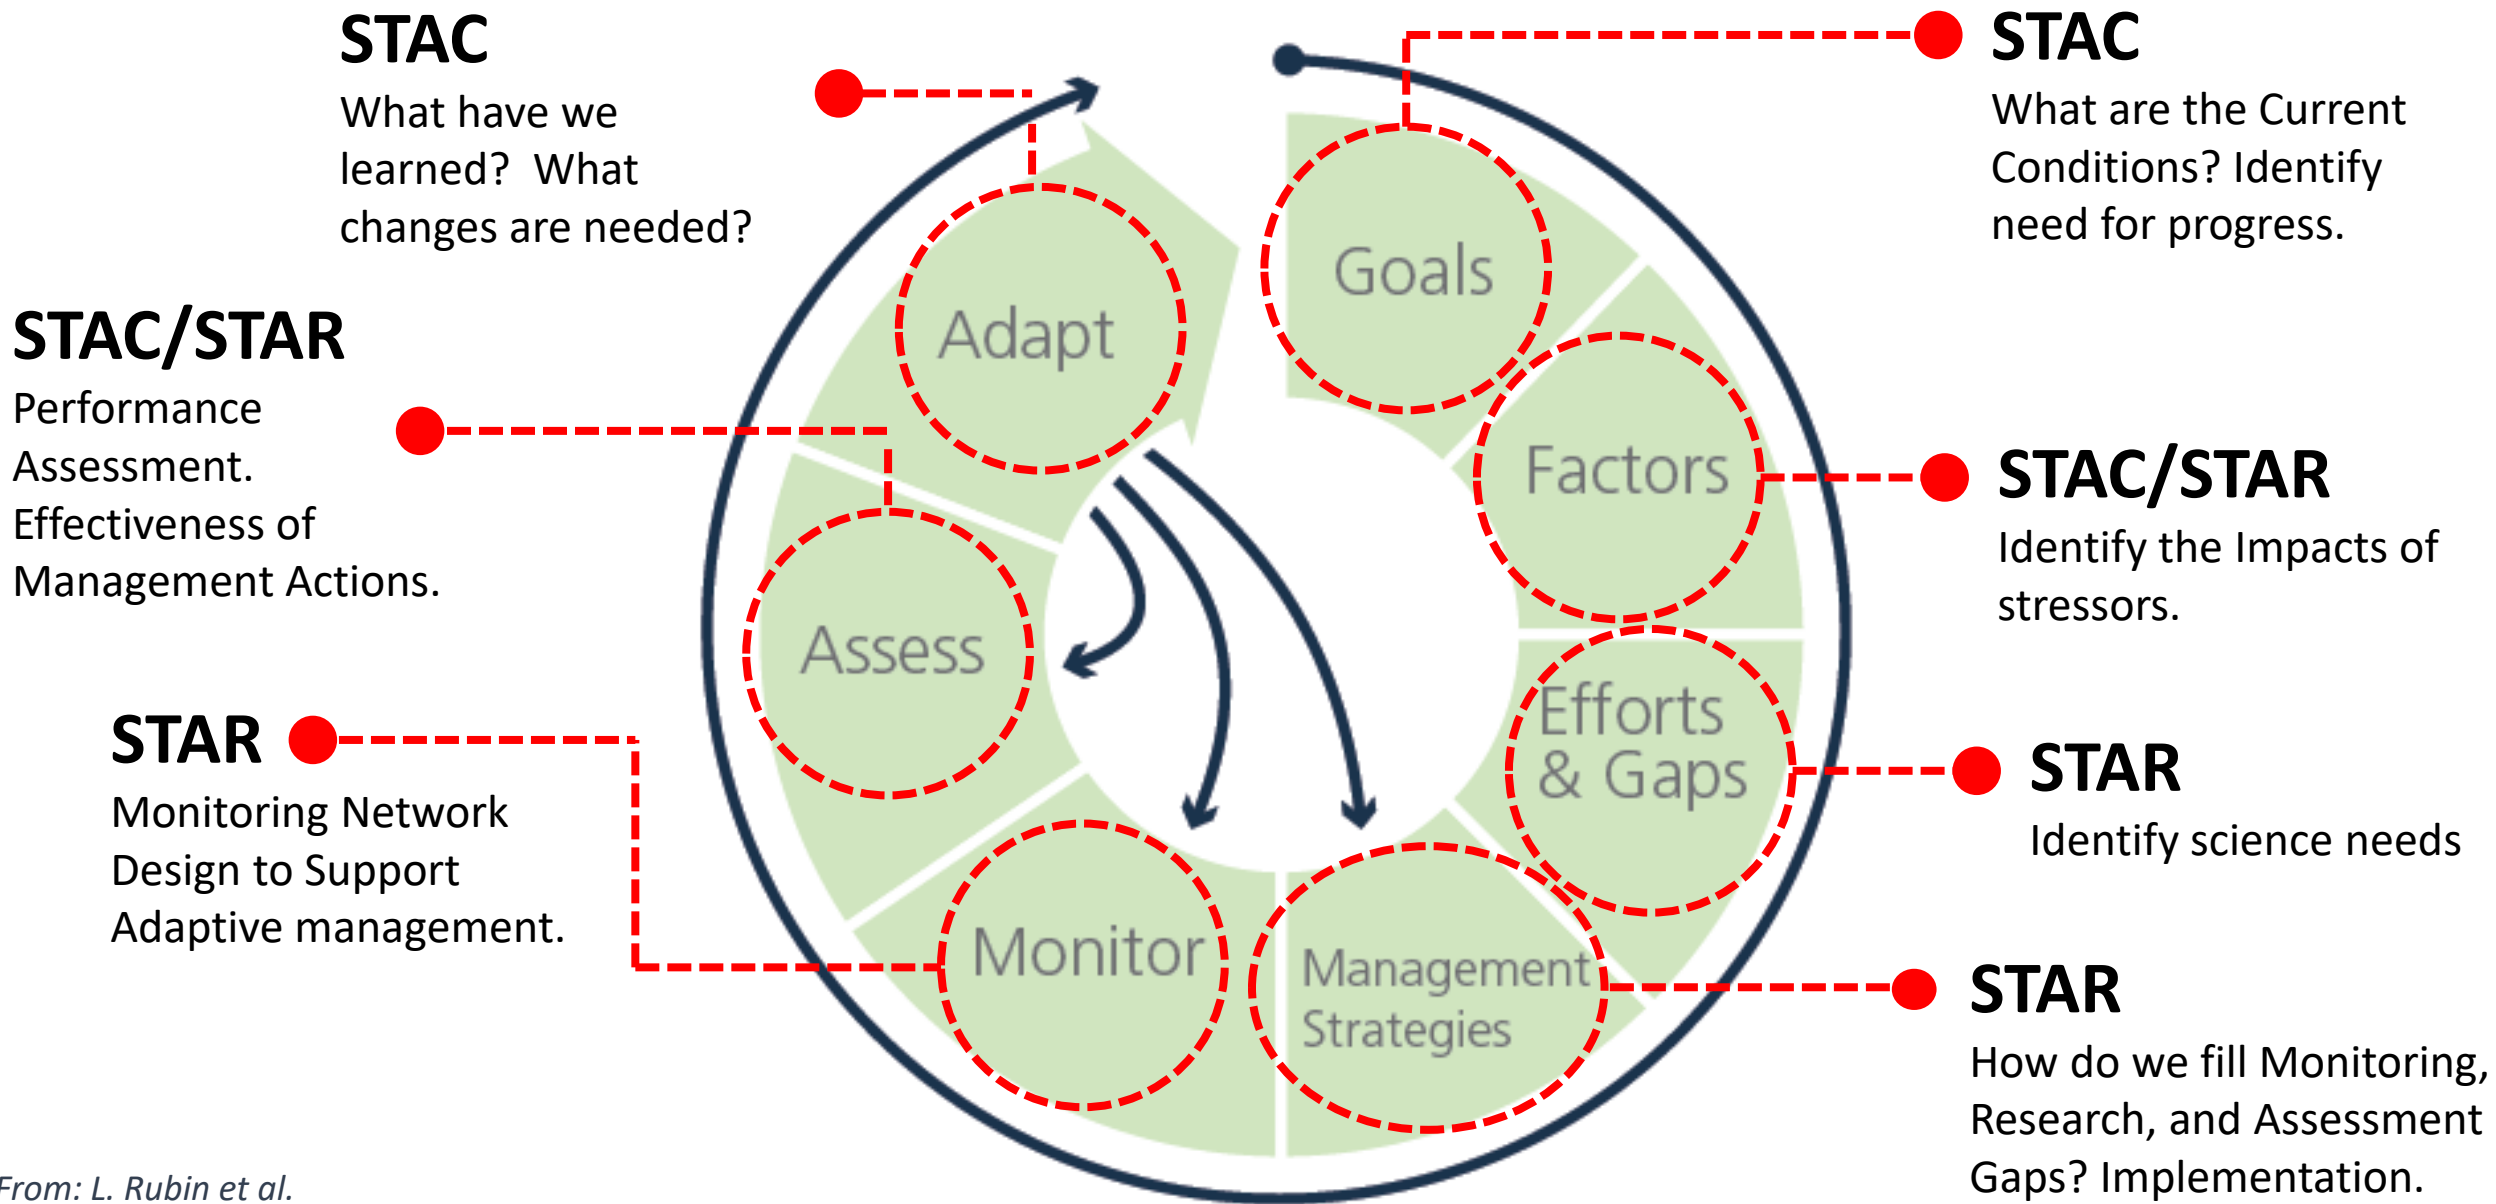 STAC
What have we
learned?  What
changes are needed?
STAC
What are the Current
Conditions? Identify
need for progress.
Goals
Adapt
STAC/STAR
Performance
Assessment.
Effectiveness of
Management Actions.
Factors
STAC/STAR
Identify the Impacts of
stressors.
Assess
Efforts
& Gaps
STAR
Identify science needs
STAR
Monitoring Network
Design to Support
Adaptive management.
Monitor
Management
Strategies
STAR
How do we fill Monitoring,
Research, and Assessment
Gaps? Implementation.
From: L. Rubin et al.